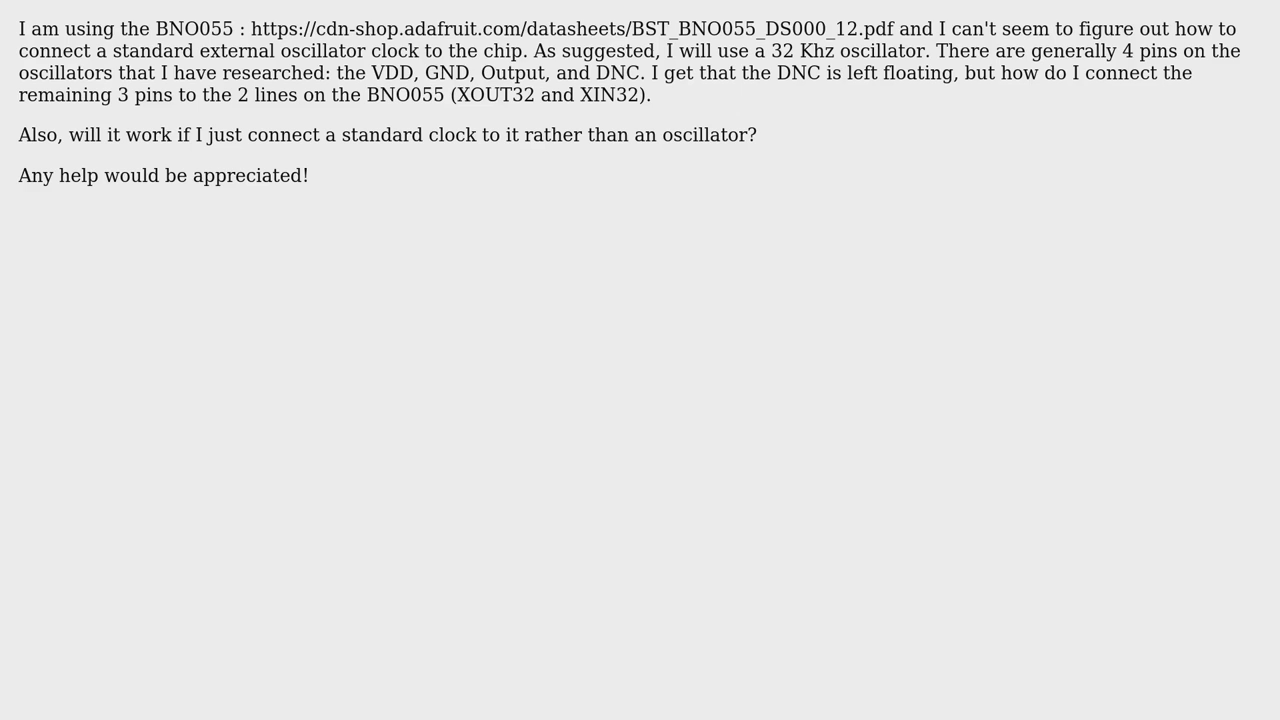 I am using the BNO055 : https://cdn-shop.adafruit.com/datasheets/BST_BNO055_DS000_12.pdf and I can't seem to figure out how to
connect a standard external oscillator clock to the chip. As suggested, I will use a 32 Khz oscillator. There are generally 4 pins on the
oscillators that I have researched: the VDD, GND, Output, and DNC. I get that the DNC is left floating, but how do I connect the
remaining 3 pins to the 2 lines on the BNO055 (XOUT32 and XIN32).
Also, will it work if I just connect a standard clock to it rather than an oscillator?
Any help would be appreciated!